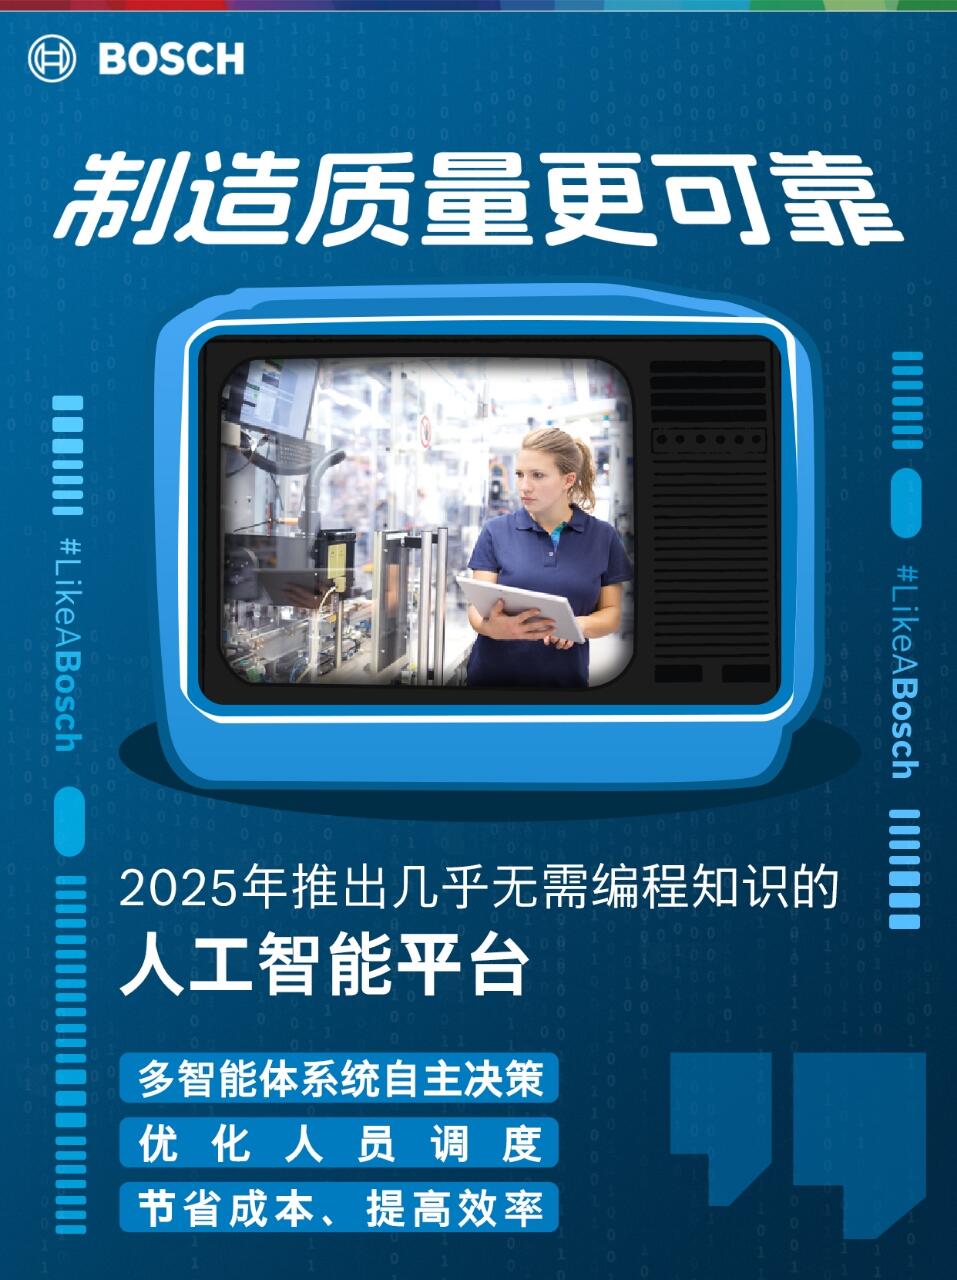 BOSCH
制造质量更可靠
#LikeABosch
#LikeABosch
2025年推出几乎无需编程知识的
人工智能平台
多智能体系统自主决策
优化人员调度
节省成本、提高效率